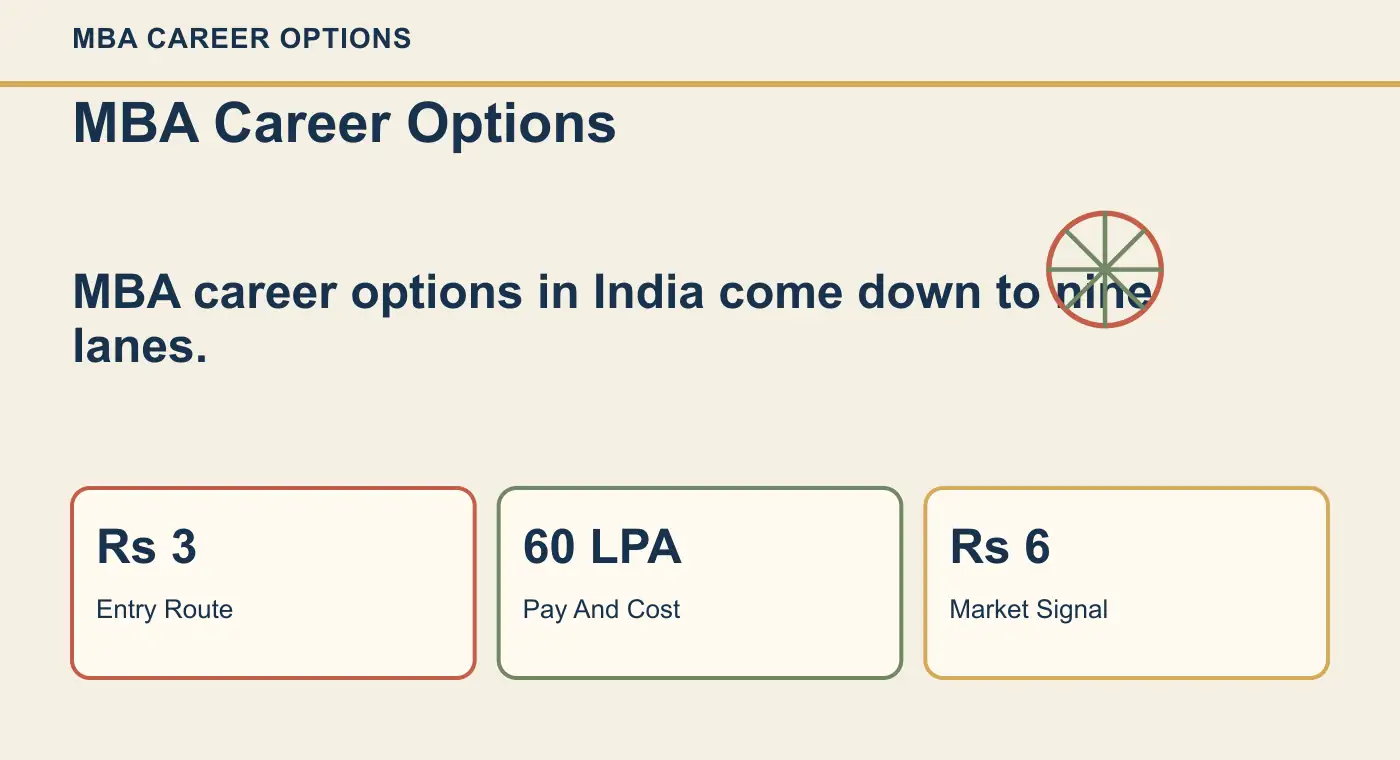 MBA CAREER OPTIONS
MBA Career Options
MBA career options in India come down to nine
lanes.
Rs 3
Entry Route
60 LPA
Pay And Cost
Rs 6
Market Signal